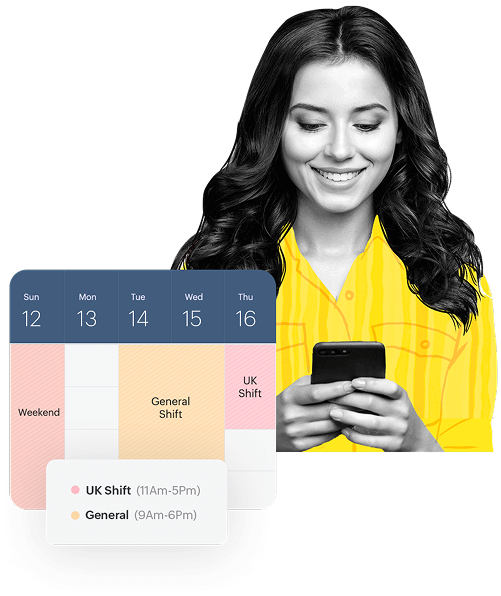 Sun Mon Tue Wed Thu
12 13 14 15 16
Weekend
General
Shift
UK
Shift
UK Shift (11Am-5Pm)
General (9Am-6Pm)